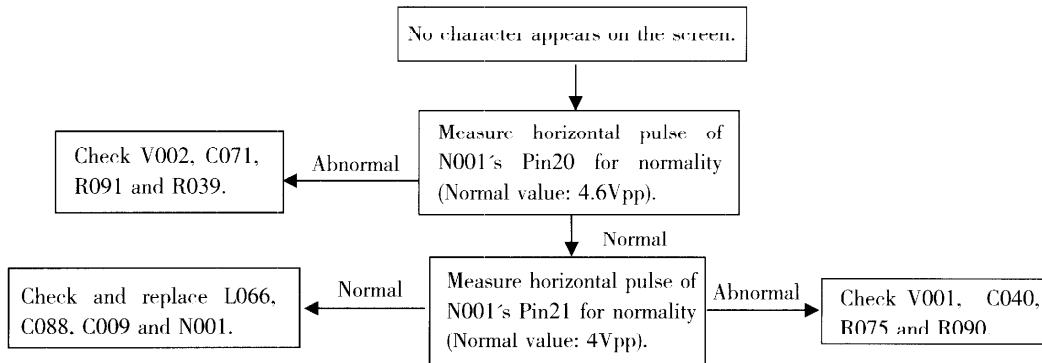 No character appears on the screen.
Measure horizontal pulse of
N001´s Pin20 for normality
(Normal value: 4.6Vpp).
Abnormal
Check V002, C071,
R091 and R039.
Normal
Measure horizontal pulse of
N001´s Pin21 for normality
(Normal value: 4Vpp).
Normal
Check and replace L066,
C088, C009 and N001.
Abnormal
Check V001, C040,
R075 and R090.